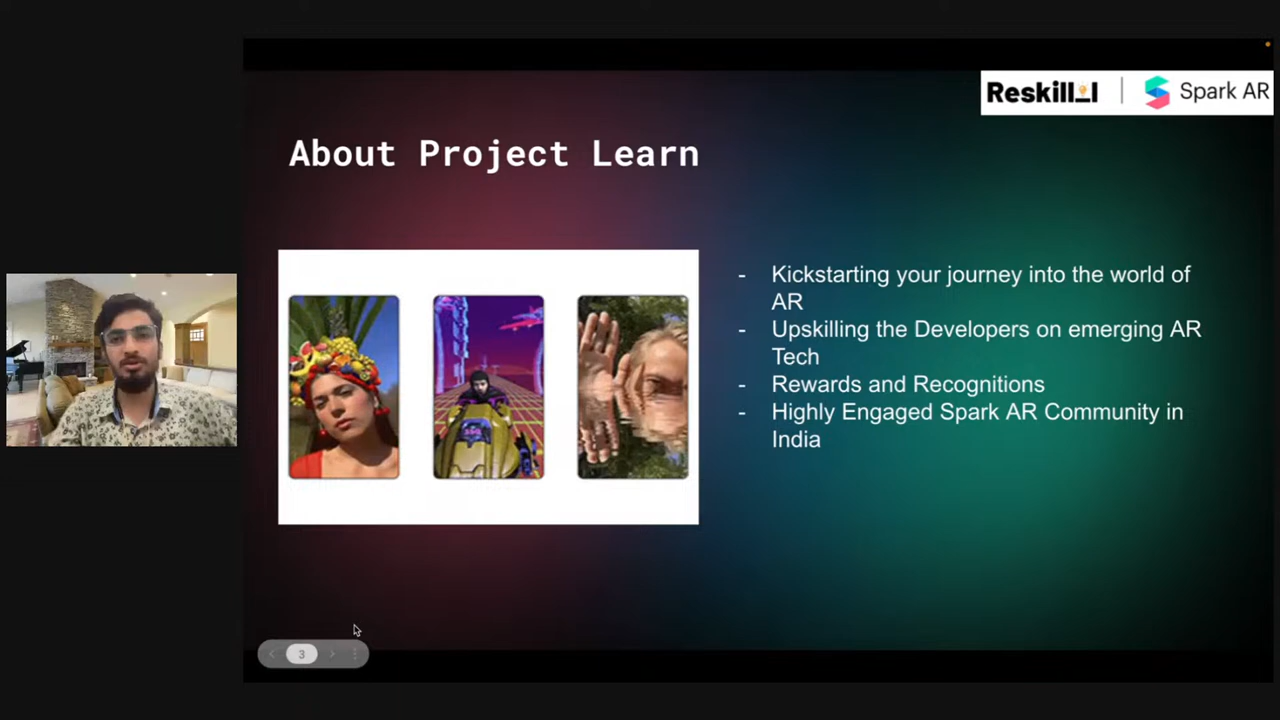 Reskill_l | Spark AR
About Project Learn
- Kickstarting your journey into the world of
AR
- Upskilling the Developers on emerging AR
Tech
- Rewards and Recognitions
- Highly Engaged Spark AR Community in
India
3